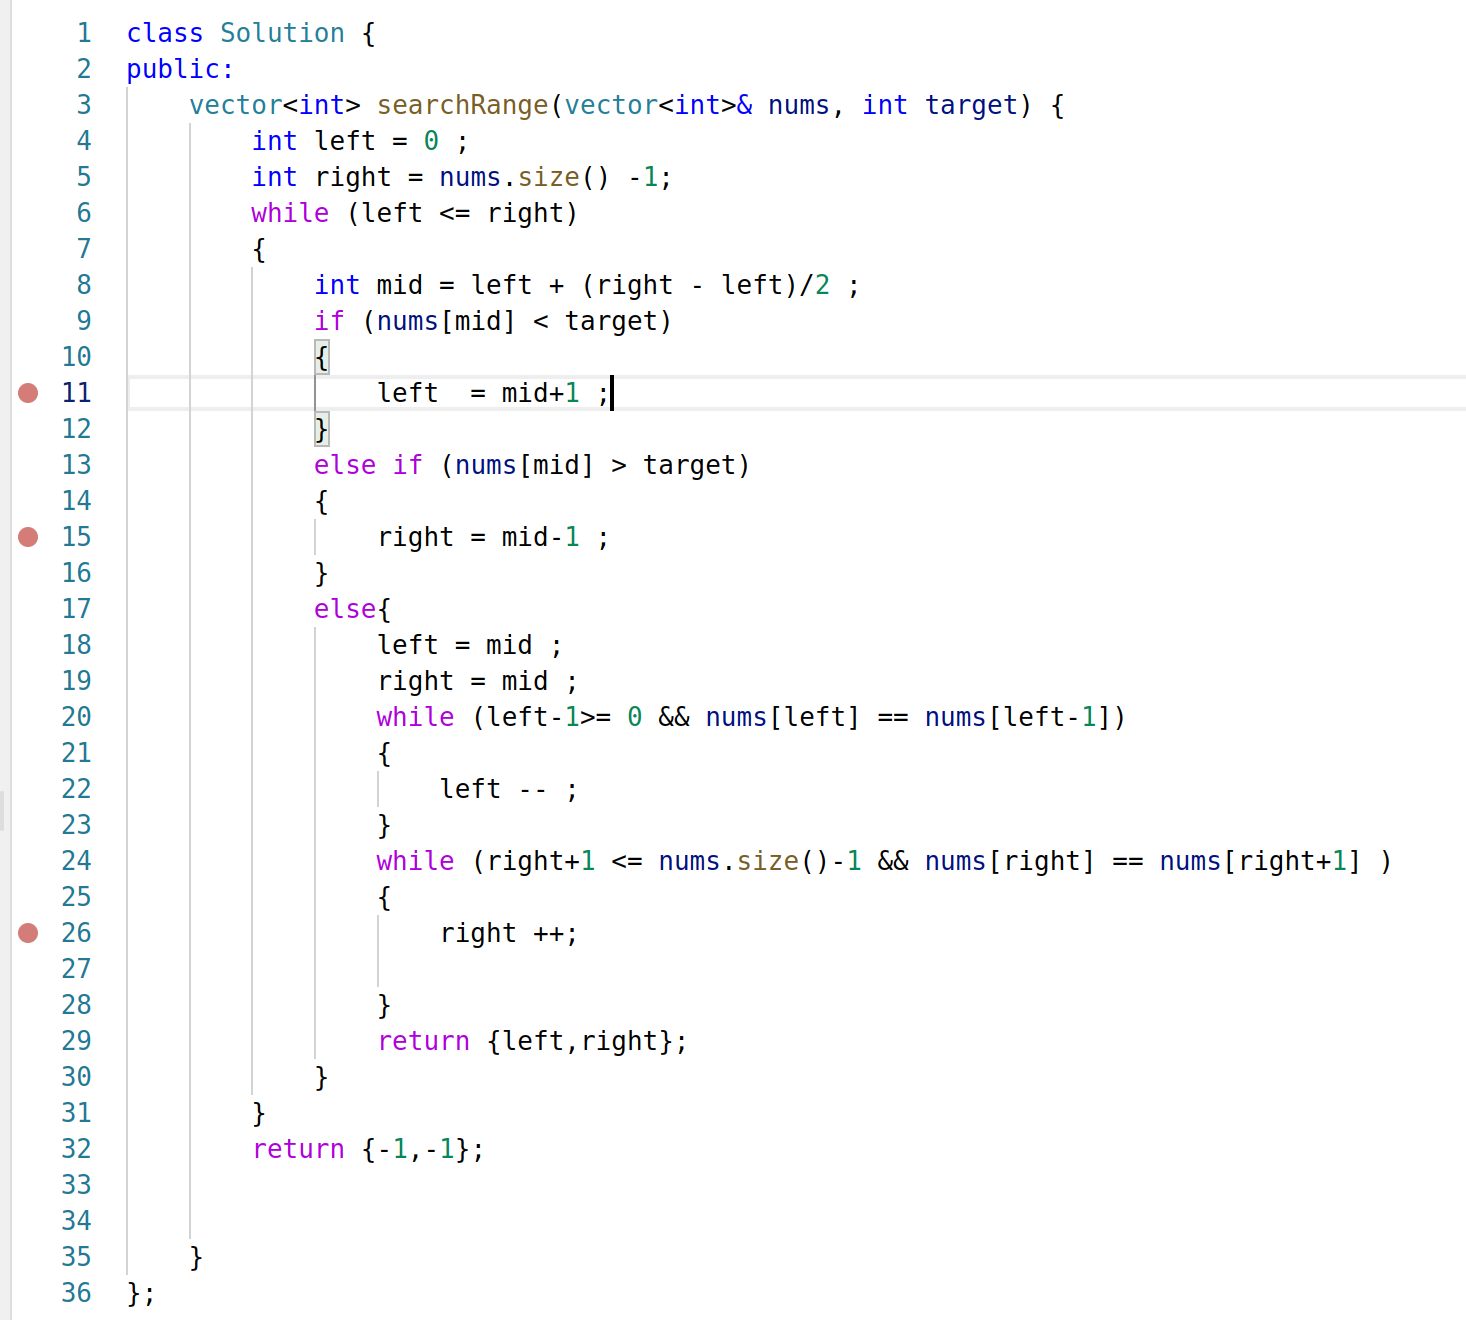 1 class Solution {
2 public:
3     vector<int> searchRange(vector<int>& nums, int target) {
4         int left = 0 ;
5         int right = nums.size() -1;
6         while (left <= right)
7         {
8             int mid = left + (right - left)/2 ;
9             if (nums[mid] < target)
10             {
11                 left  = mid+1 ;
12             }
13             else if (nums[mid] > target)
14             {
15                 right = mid-1 ;
16             }
17             else{
18                 left = mid ;
19                 right = mid ;
20                 while (left-1>= 0 && nums[left] == nums[left-1])
21                 {
22                     left -- ;
23                 }
24                 while (right+1 <= nums.size()-1 && nums[right] == nums[right+1] )
25                 {
26                     right ++;
27
28                 }
29                 return {left,right};
30             }
31         }
32         return {-1,-1};
33
34
35     }
36 };